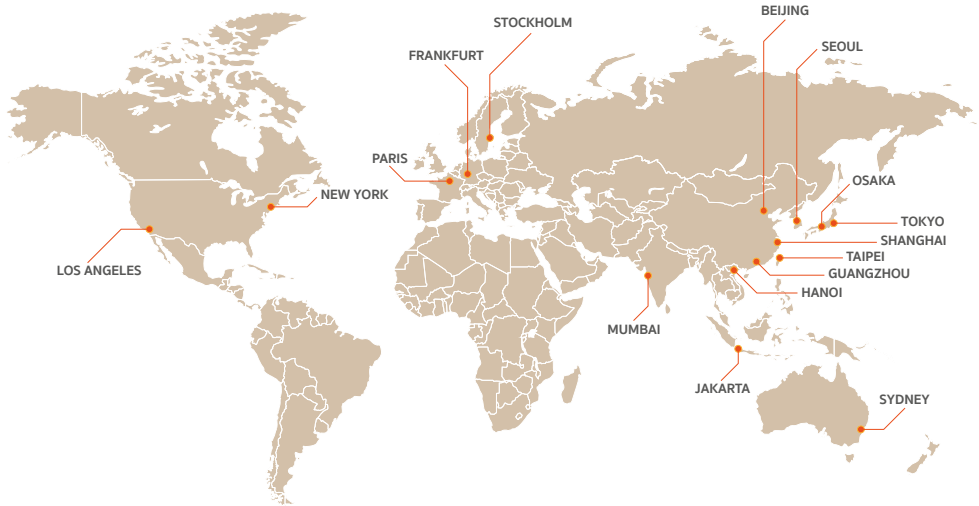 BEIJING
STOCKHOLM
SEOUL
FRANKFURT
PARIS
OSAKA
NEW YORK
TOKYO
SHANGHAI
TAIPEI
LOS ANGELES
GUANGZHOU
HANOI
MUMBAI
JAKARTA
SYDNEY